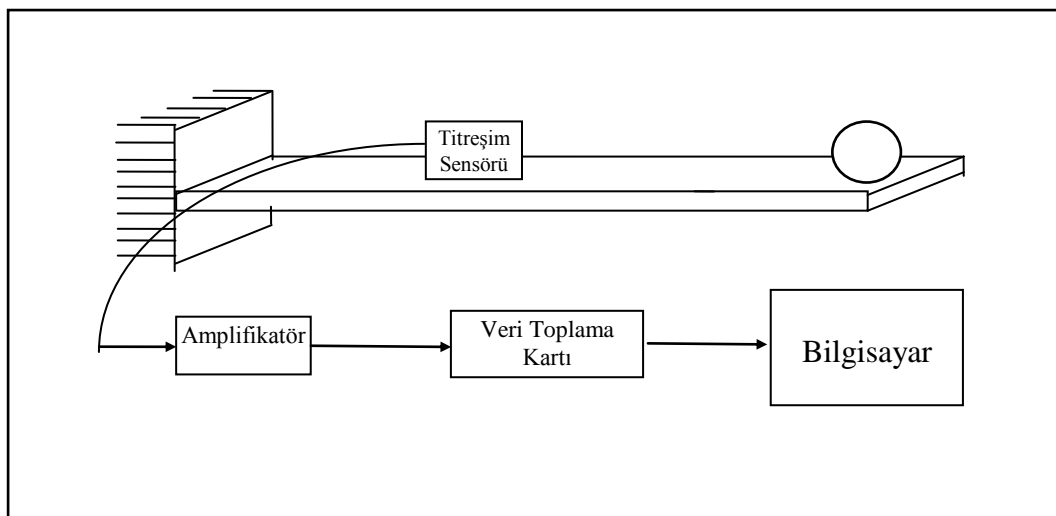 Titreşim
Sensörü
Amplifikatör
Veri Toplama
Kartı
Bilgisayar